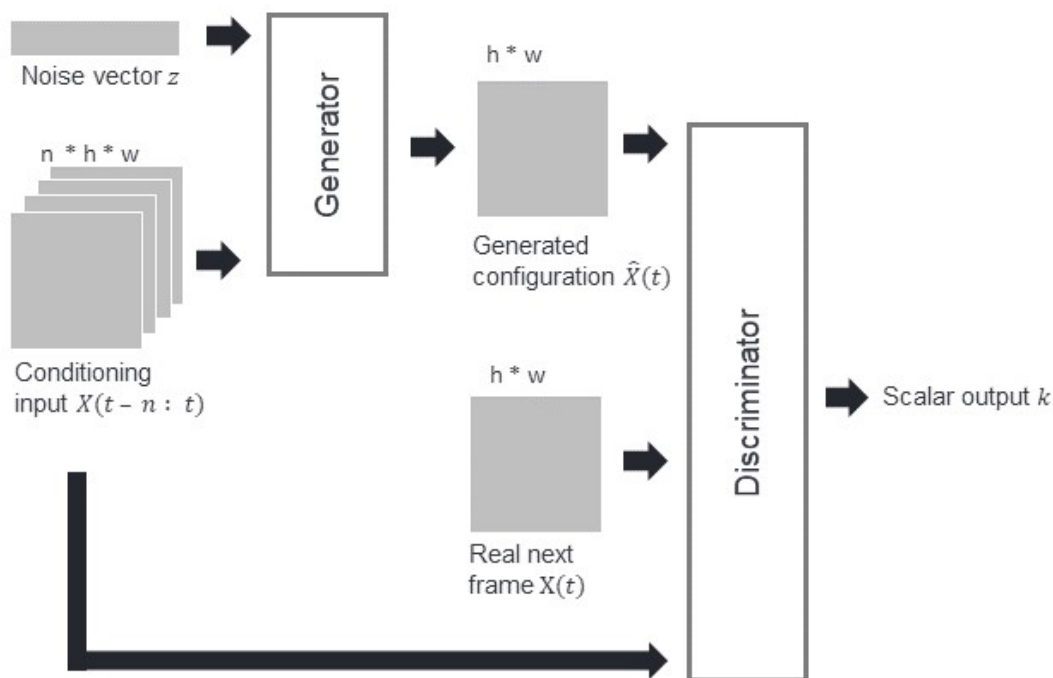 Noise vector z
n * h * w
Conditioning
input X(t – n : t)
Generator
h * w
Generated
configuration X̂(t)
h * w
Real next
frame X(t)
Discriminator
Scalar output k